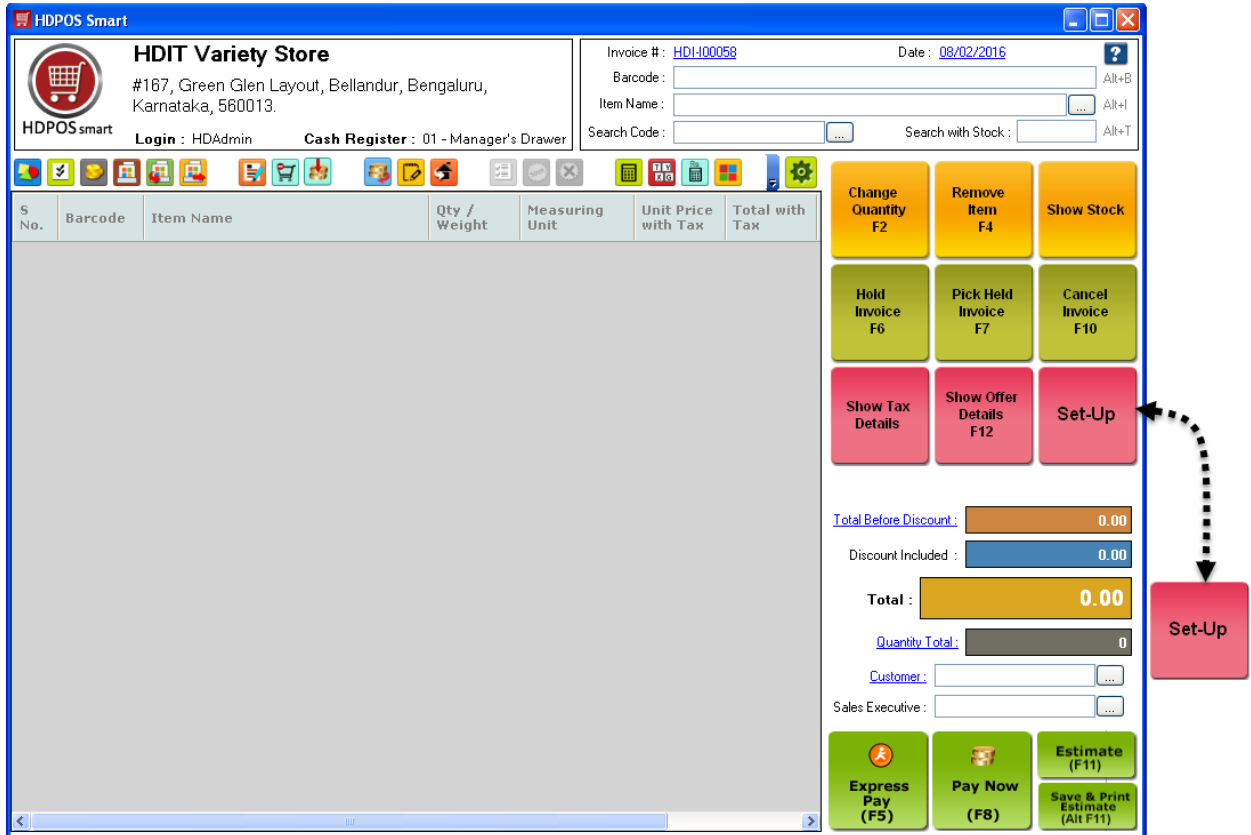 HDPOS Smart
HDIT Variety Store
#167, Green Glen Layout, Bellandur, Bengaluru,
Karnataka, 560013.
HDPOS smart
Login : HDAdmin Cash Register : 01 - Manager's Drawer
Invoice # : HDI-I00058 Date : 08/02/2016 ?
Barcode : Alt+B
Item Name : ... Alt+I
Search Code : ... Search with Stock : Alt+T
S No.
Barcode
Item Name
Qty / Weight
Measuring Unit
Unit Price with Tax
Total with Tax
Change
Quantity
F2
Remove
Item
F4
Show Stock
Hold
Invoice
F6
Pick Held
Invoice
F7
Cancel
Invoice
F10
Show Tax
Details
Show Offer
Details
F12
Set-Up
Total Before Discount : 0.00
Discount Included : 0.00
Total : 0.00
Quantity Total : 0
Set-Up
Customer : ...
Sales Executive : ...
Express
Pay
(F5)
Pay Now
(F8)
Estimate
(F11)
Save & Print
Estimate
(Alt F11)